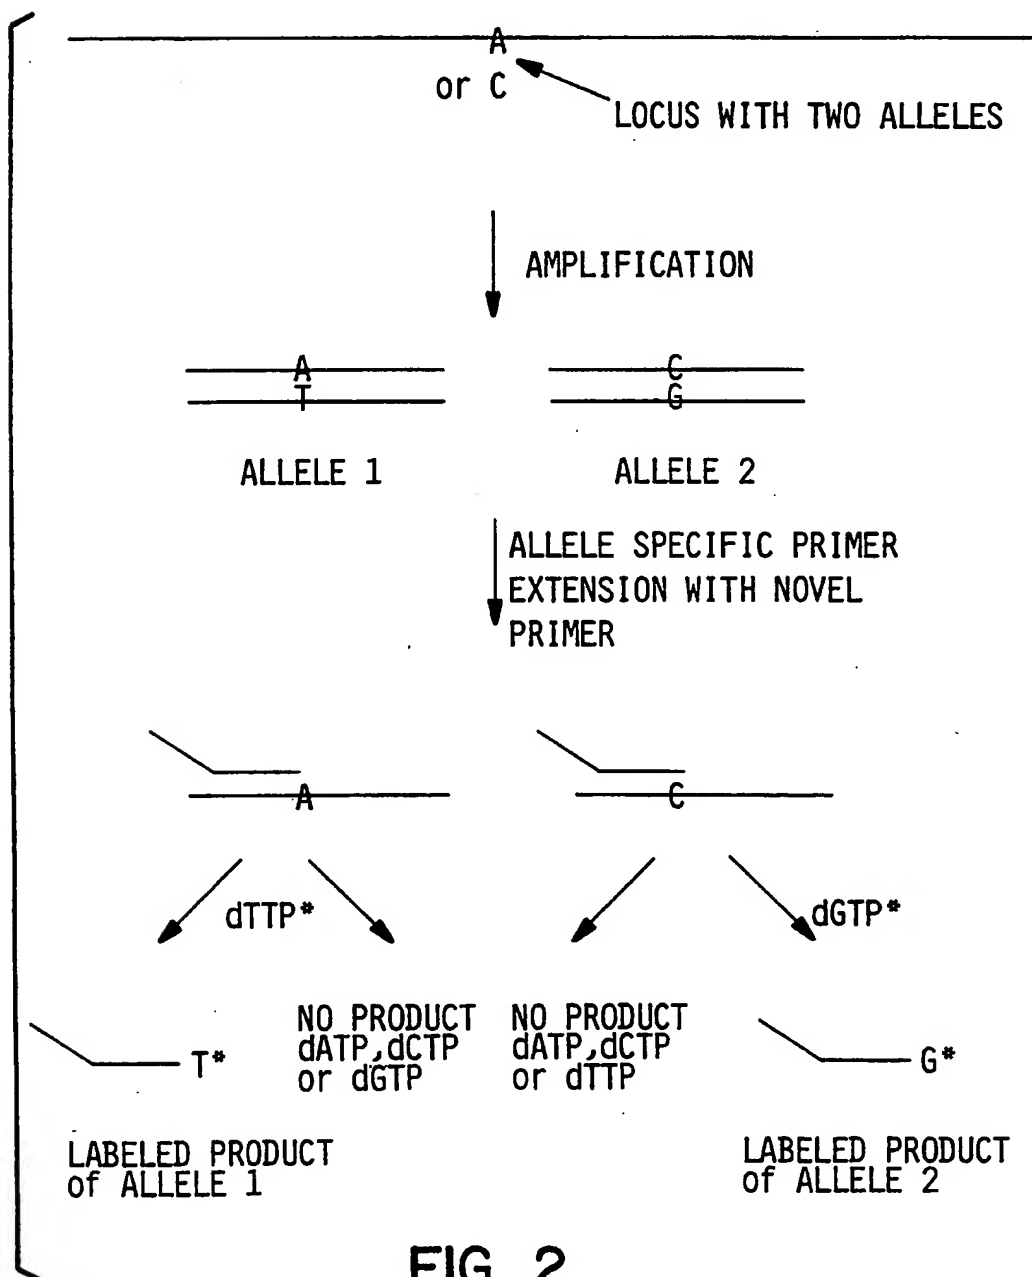 A
or C
LOCUS WITH TWO ALLELES
AMPLIFICATION
A
T
C
G
ALLELE 1
ALLELE 2
ALLELE SPECIFIC PRIMER
EXTENSION WITH NOVEL
PRIMER
A
C
dTTP*
dGTP*
T*
NO PRODUCT
dATP,dCTP
or dGTP
NO PRODUCT
dATP,dCTP
or dTTP
G*
LABELED PRODUCT
of ALLELE 1
LABELED PRODUCT
of ALLELE 2
FIG. 2